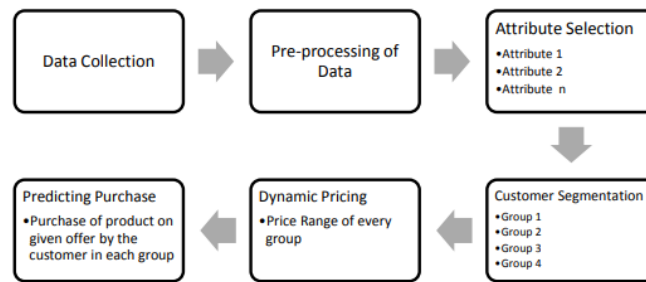 Data Collection
Pre-processing of
Data
Attribute Selection
•Attribute 1
•Attribute 2
•Attribute n
Customer Segmentation
•Group 1
•Group 2
•Group 3
•Group 4
Dynamic Pricing
•Price Range of every
group
Predicting Purchase
•Purchase of product on
given offer by the
customer in each group